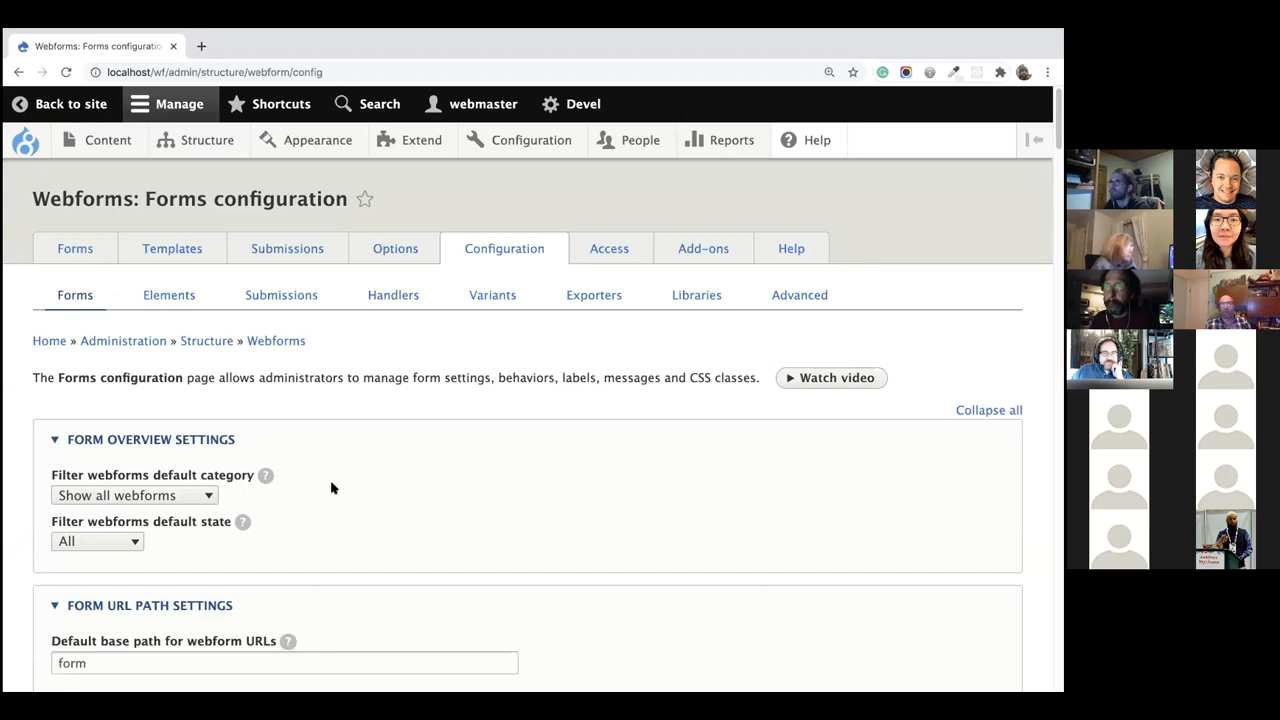 Webforms: Forms configuratio
localhost/wf/admin/structure/webform/config
Back to site Manage Shortcuts Search webmaster Devel
Content Structure Appearance Extend Configuration People Reports Help
Webforms: Forms configuration
Forms Templates Submissions Options Configuration Access Add-ons Help
Forms Elements Submissions Handlers Variants Exporters Libraries Advanced
Home » Administration » Structure » Webforms
The Forms configuration page allows administrators to manage form settings, behaviors, labels, messages and CSS classes. Watch video
Collapse all
FORM OVERVIEW SETTINGS
Filter webforms default category ?
Show all webforms
Filter webforms default state ?
All
FORM URL PATH SETTINGS
Default base path for webform URLs ?
form